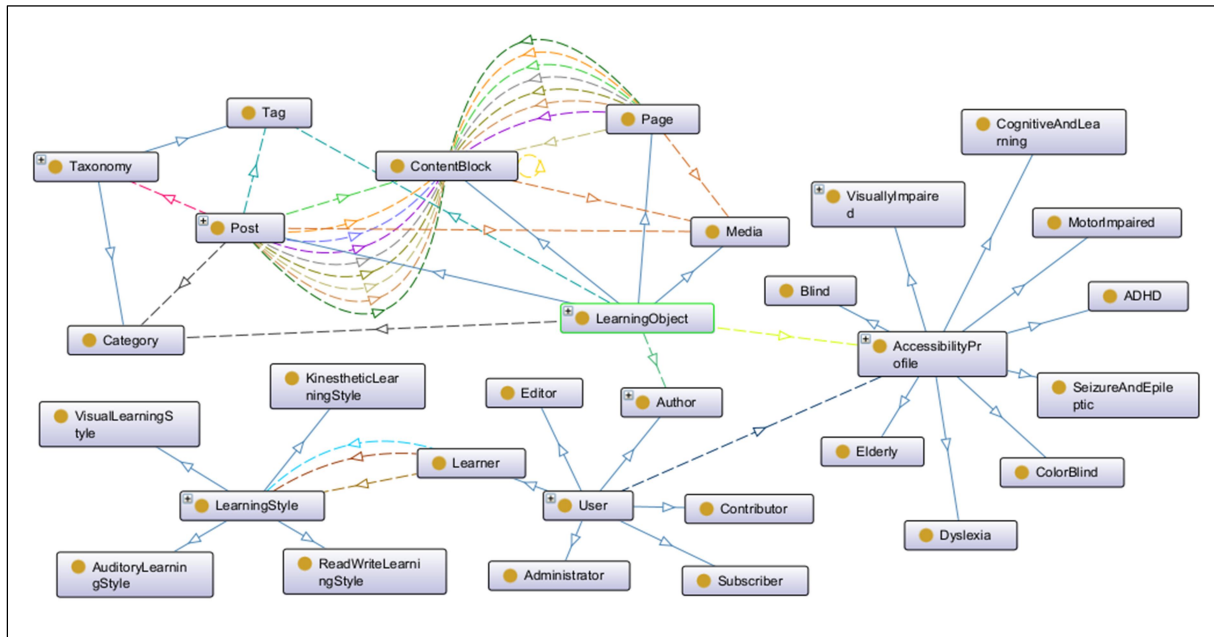 Tag
Page
CognitiveAndLea
rning
Taxonomy
ContentBlock
VisuallyImpaire
d
Post
Media
MotorImpaired
Blind
ADHD
LearningObject
Category
AccessibilityPr
ofile
KinestheticLear
ningStyle
Editor
Author
SeizureAndEpile
ptic
VisualLearningS
tyle
Learner
Elderly
ColorBlind
LearningStyle
User
Contributor
Dyslexia
AuditoryLearnin
gStyle
ReadWriteLearni
ngStyle
Administrator
Subscriber